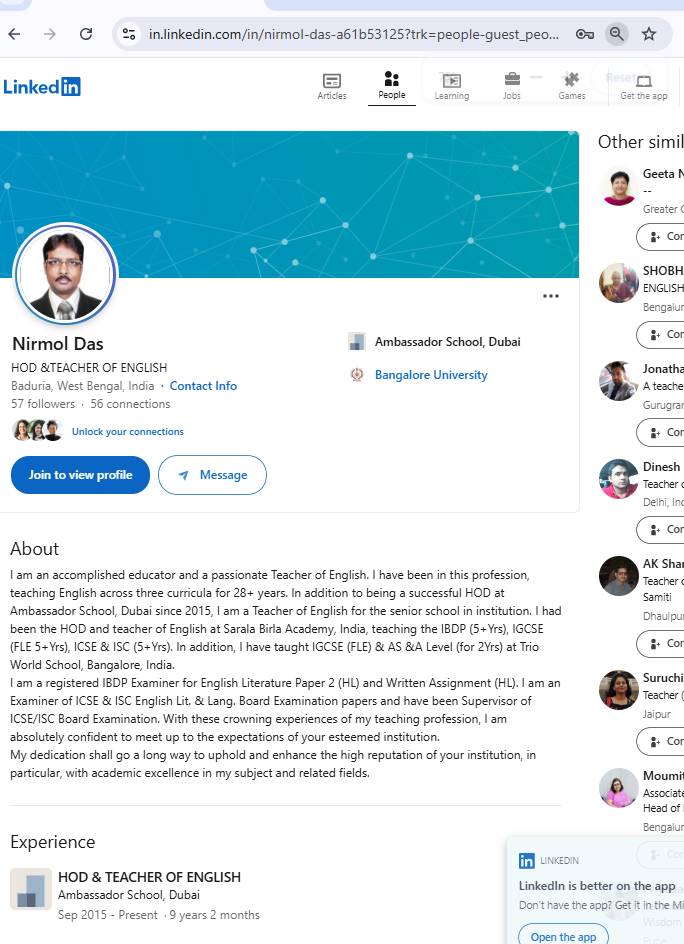 in.linkedin.com/in/nirmol-das-a61b53125?trk=people-guest_peo...
Linked in
Articles
People
Learning
Jobs
Games
Get the app
Reset
Other simil
Nirmol Das
HOD &TEACHER OF ENGLISH
Baduria, West Bengal, India · Contact Info
57 followers · 56 connections
Unlock your connections
Join to view profile
Message
Ambassador School, Dubai
Bangalore University
About
I am an accomplished educator and a passionate Teacher of English. I have been in this profession,
teaching English across three curricula for 28+ years. In addition to being a successful HOD at
Ambassador School, Dubai since 2015, I am a Teacher of English for the senior school in institution. I had
been the HOD and teacher of English at Sarala Birla Academy, India, teaching the IBDP (5+Yrs), IGCSE
(FLE 5+Yrs), ICSE & ISC (5+Yrs). In addition, I have taught IGCSE (FLE) & AS &A Level (for 2Yrs) at Trio
World School, Bangalore, India.
I am a registered IBDP Examiner for English Literature Paper 2 (HL) and Written Assignment (HL). I am an
Examiner of ICSE & ISC English Lit. & Lang. Board Examination papers and have been Supervisor of
ICSE/ISC Board Examination. With these crowning experiences of my teaching profession, I am
absolutely confident to meet up to the expectations of your esteemed institution.
My dedication shall go a long way to uphold and enhance the high reputation of your institution, in
particular, with academic excellence in my subject and related fields.
Experience
HOD & TEACHER OF ENGLISH
Ambassador School, Dubai
Sep 2015 - Present · 9 years 2 months
Geeta N
--
Greater
Con
SHOBH
ENGLISH
Bengalur
Con
Jonatha
A teache
Gurugran
Con
Dinesh
Teacher
Delhi, Ind
Con
AK Shar
Teacher
Samiti
Dhaulpu
Con
Suruchi
Teacher (
Jaipur
Con
Moumit
Associate
Head of
Bengalur
Con
Wisdom
Pune
LINKEDIN
LinkedIn is better on the app
Don't have the app? Get it in the Mi
Open the app